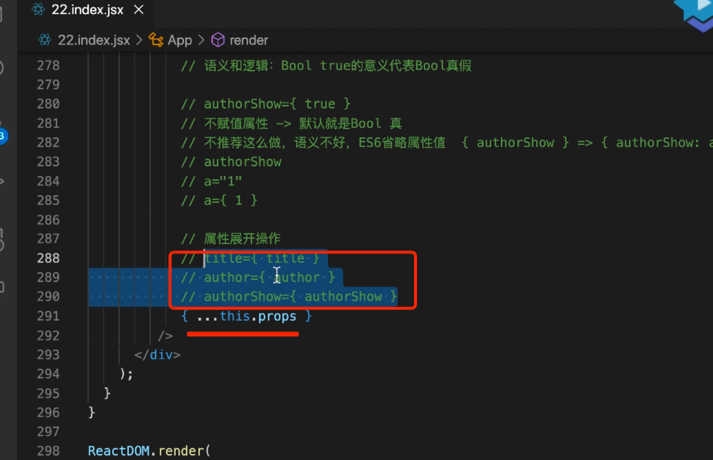 22.index.jsx ×
22.index.jsx > App > render
278 // 语义和逻辑：Bool true的意义代表Bool真假
279
280 // authorShow={ true }
281 // 不赋值属性 -> 默认就是Bool 真
282 // 不推荐这么做，语义不好，ES6省略属性值 { authorShow } => { authorShow: a
283 // authorShow
284 // a="1"
285 // a={ 1 }
286
287 // 属性展开操作
288 // title={ title }
289 // author={ author }
290 // authorShow={ authorShow }
291 { ...this.props }
292 />
293 </div>
294 );
295 }
296 }
297
298 ReactDOM.render(